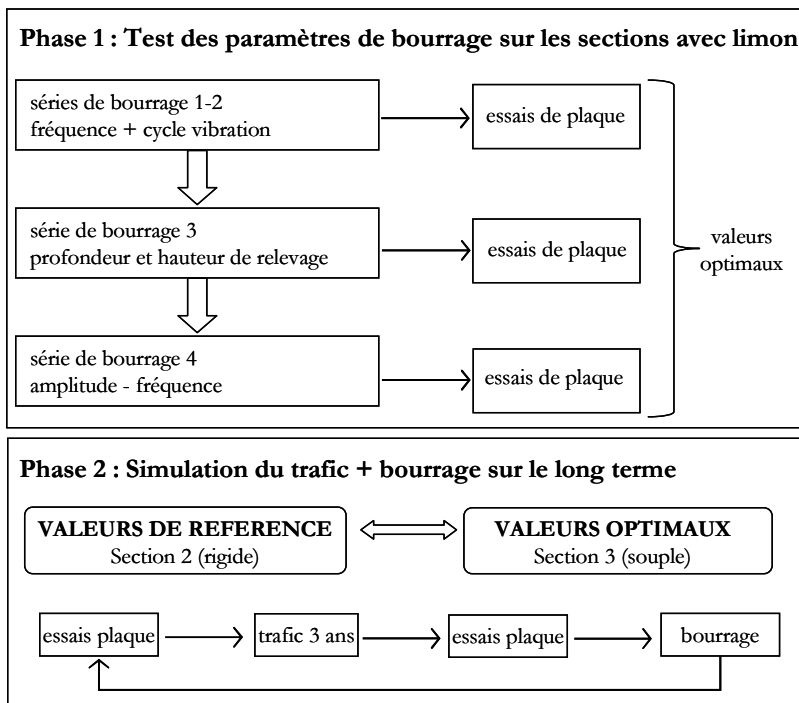 Phase 1 : Test des paramètres de bourrage sur les sections avec limon
séries de bourrage 1-2
fréquence + cycle vibration
essais de plaque
série de bourrage 3
profondeur et hauteur de relevage
essais de plaque
valeurs
optimaux
série de bourrage 4
amplitude - fréquence
essais de plaque
Phase 2 : Simulation du trafic + bourrage sur le long terme
VALEURS DE REFERENCE
Section 2 (rigide)
VALEURS OPTIMAUX
Section 3 (souple)
essais plaque
trafic 3 ans
essais plaque
bourrage